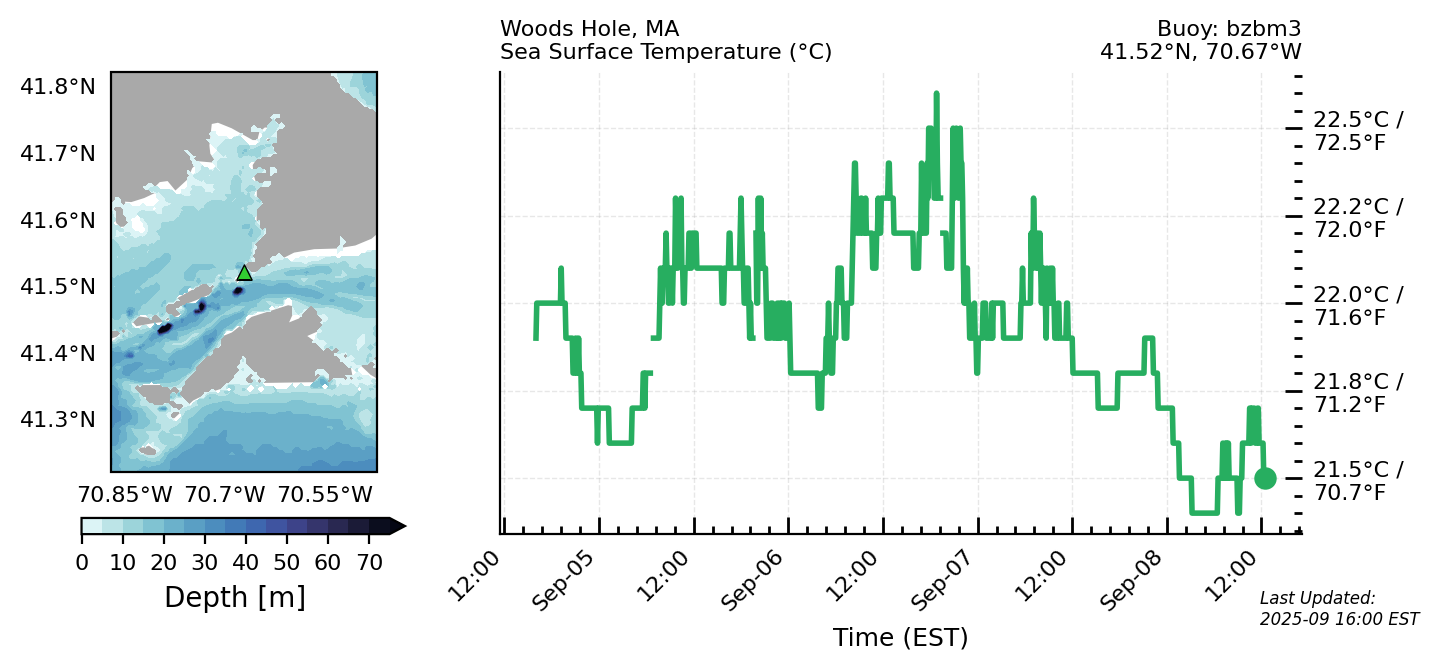 Woods Hole, MA
Sea Surface Temperature (°C)
Buoy: bzbm3
41.52°N, 70.67°W
41.8°N
41.7°N
41.6°N
41.5°N
41.4°N
41.3°N
70.85°W 70.7°W 70.55°W
0 10 20 30 40 50 60 70
Depth [m]
22.5°C /
72.5°F
22.2°C /
72.0°F
22.0°C /
71.6°F
21.8°C /
71.2°F
21.5°C /
70.7°F
12:00 Sep-05 12:00 Sep-06 12:00 Sep-07 12:00 Sep-08 12:00
Time (EST)
Last Updated:
2025-09 16:00 EST